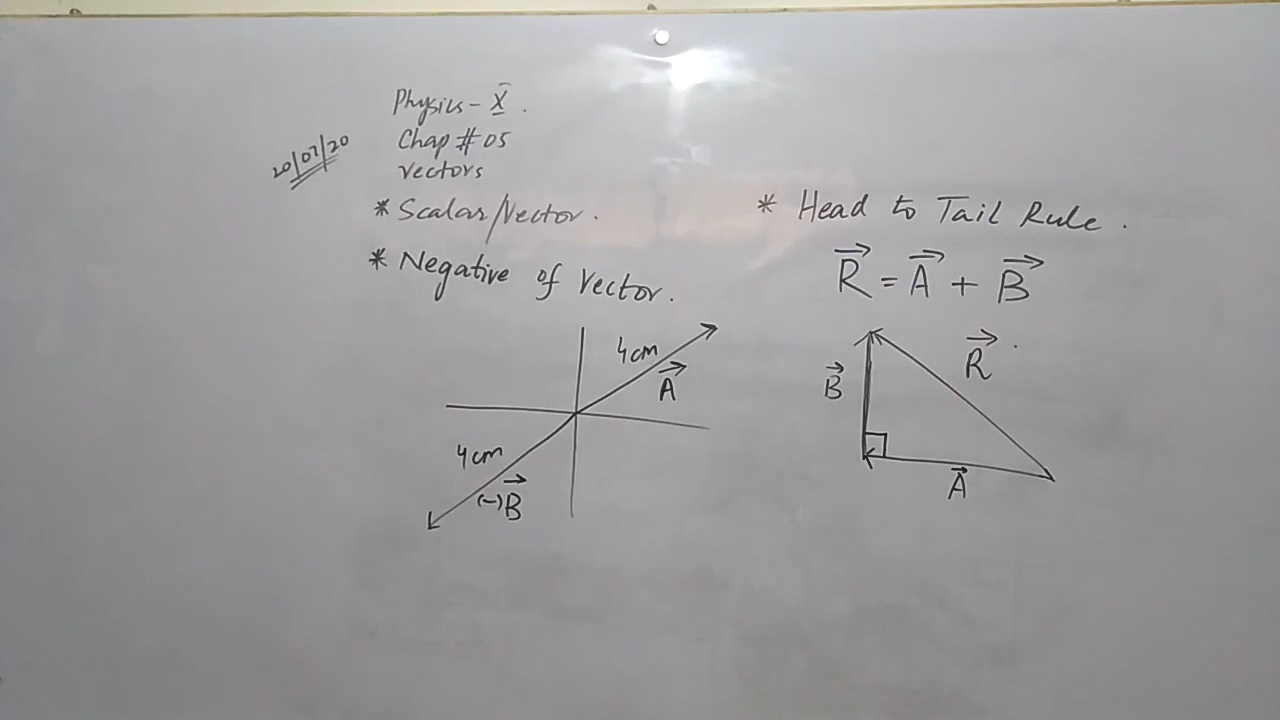 Physics - X.
20/07/20
Chap # 05
vectors
* Scalar/Vector.
* Negative of Vector.
4cm
A
4cm
(-)B
* Head to Tail Rule.
R = A + B
B
R
A